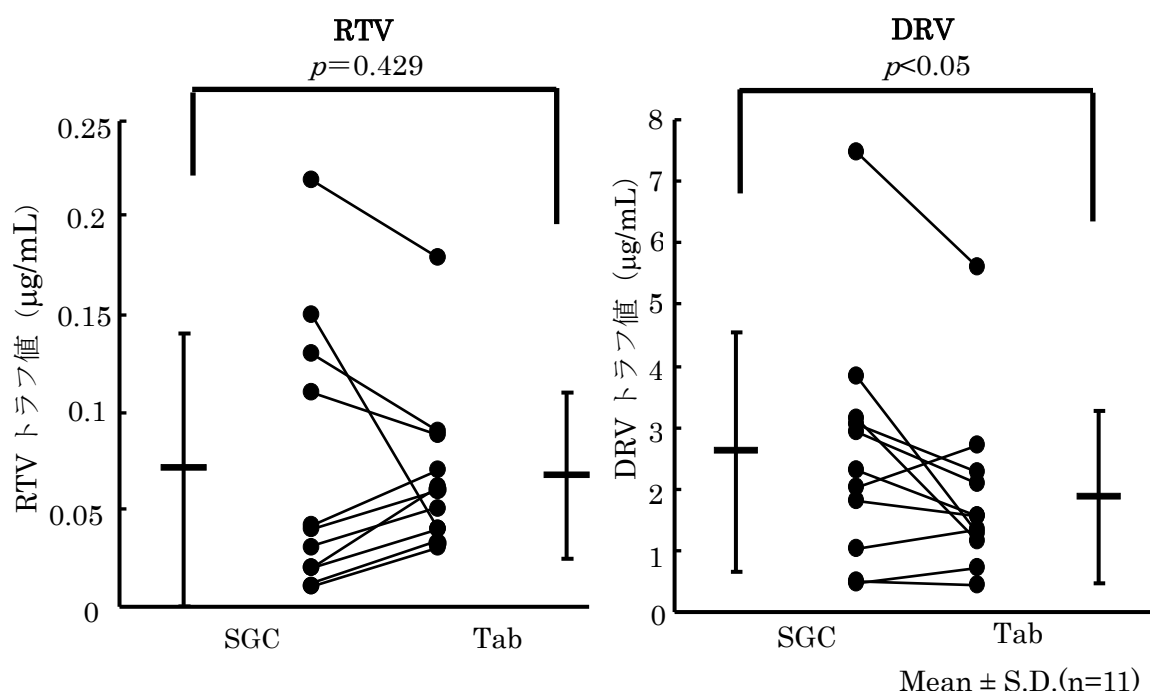 RTV
p=0.429
0.25
0.2
0.15
0.1
0.05
0
RTV トラフ値（µg/mL）
SGC
Tab
DRV
p<0.05
8
7
6
5
4
3
2
1
0
DRV トラフ値（µg/mL）
SGC
Tab
Mean ± S.D.(n=11)